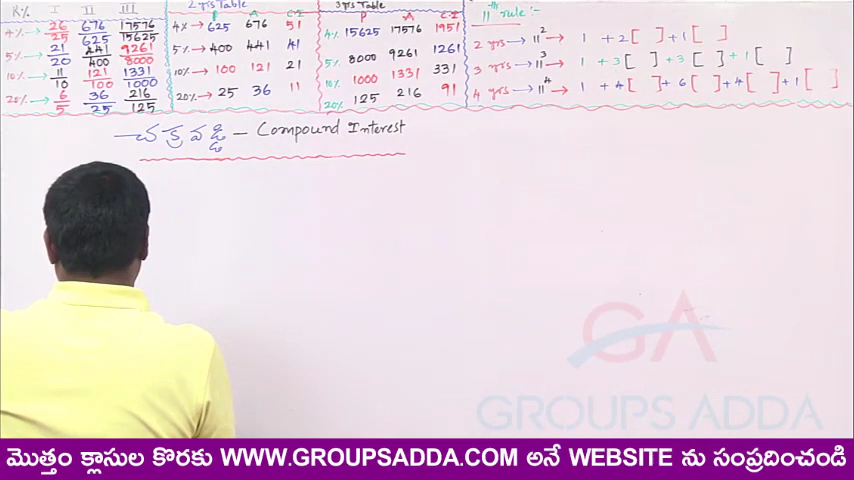 R% I II III
4% → 26/25 676/625 17576/15625
5% → 21/20 441/400 9261/8000
10% → 11/10 121/100 1331/1000
20% → 6/5 36/25 216/125
2 yrs Table
P A C.I
4% → 625 676 51
5% → 400 441 41
10% → 100 121 21
20% → 25 36 11
3 yrs Table
P A C.I
4% 15625 17576 1951
5% 8000 9261 1261
10% 1000 1331 331
20% 125 216 91
11th rule :-
2 yrs → 11² → 1 + 2[ ] + 1[ ]
3 yrs → 11³ → 1 + 3[ ] + 3[ ] + 1[ ]
4 yrs → 11⁴ → 1 + 4[ ] + 6[ ] + 4[ ] + 1[ ]
చక్రవడ్డీ – Compound Interest
GA
GROUPS ADDA
మొత్తం క్లాసుల కొరకు WWW.GROUPSADDA.COM అనే WEBSITE ను సంప్రదించండి